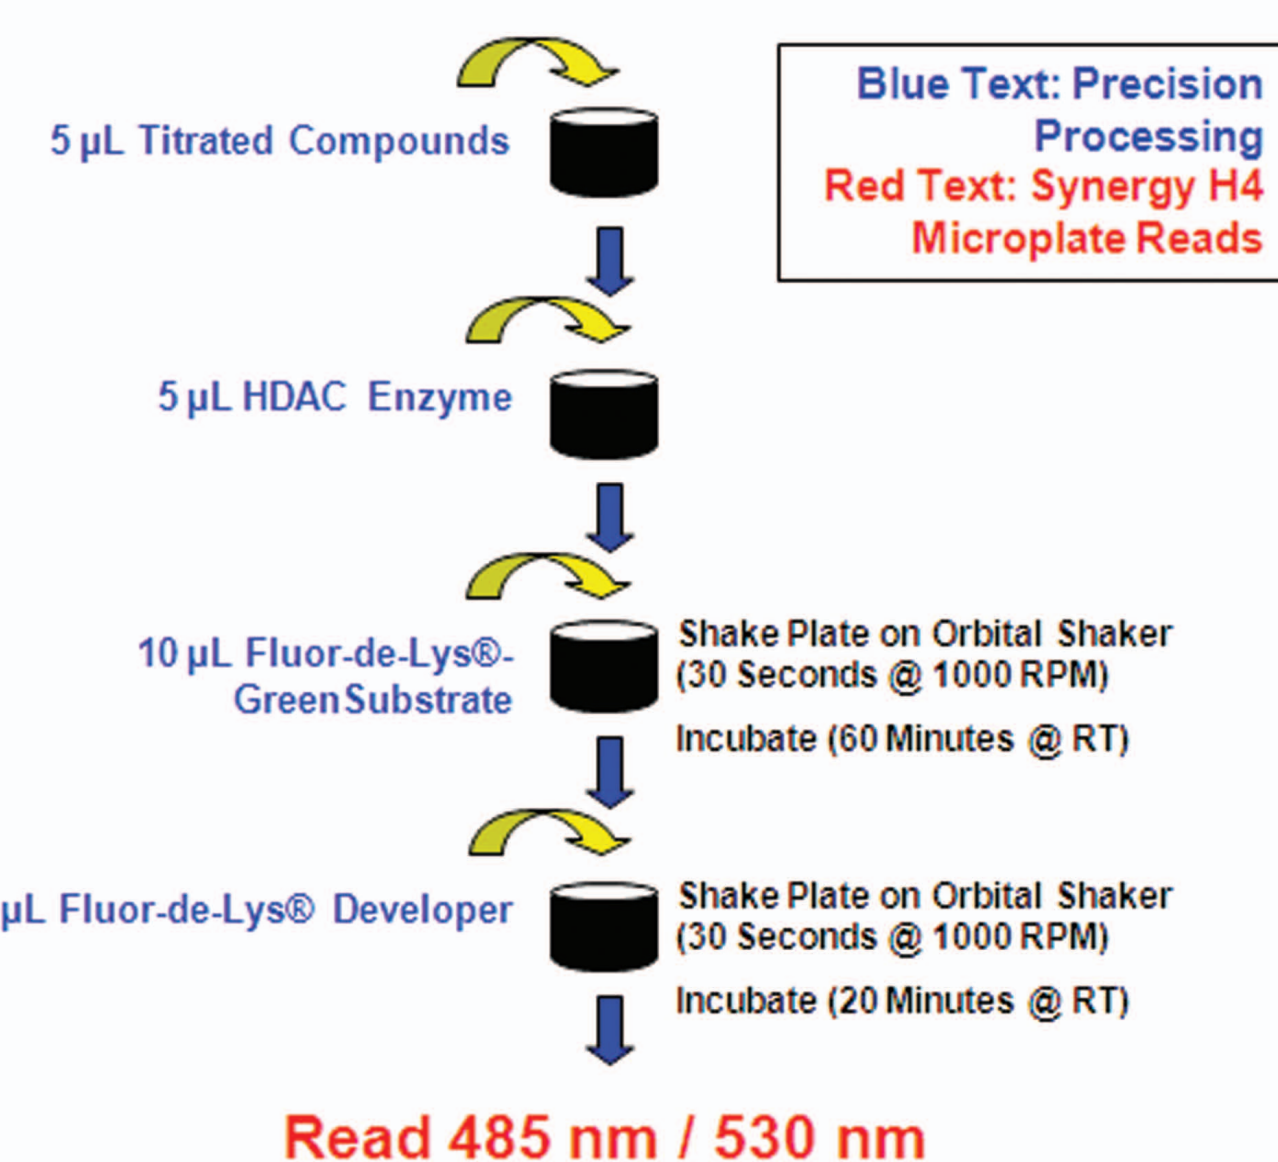 Blue Text: Precision
Processing
Red Text: Synergy H4
Microplate Reads
5 µL Titrated Compounds
5 µL HDAC Enzyme
10 µL Fluor-de-Lys®-
Green Substrate
Shake Plate on Orbital Shaker
(30 Seconds @ 1000 RPM)
Incubate (60 Minutes @ RT)
µL Fluor-de-Lys® Developer
Shake Plate on Orbital Shaker
(30 Seconds @ 1000 RPM)
Incubate (20 Minutes @ RT)
Read 485 nm / 530 nm